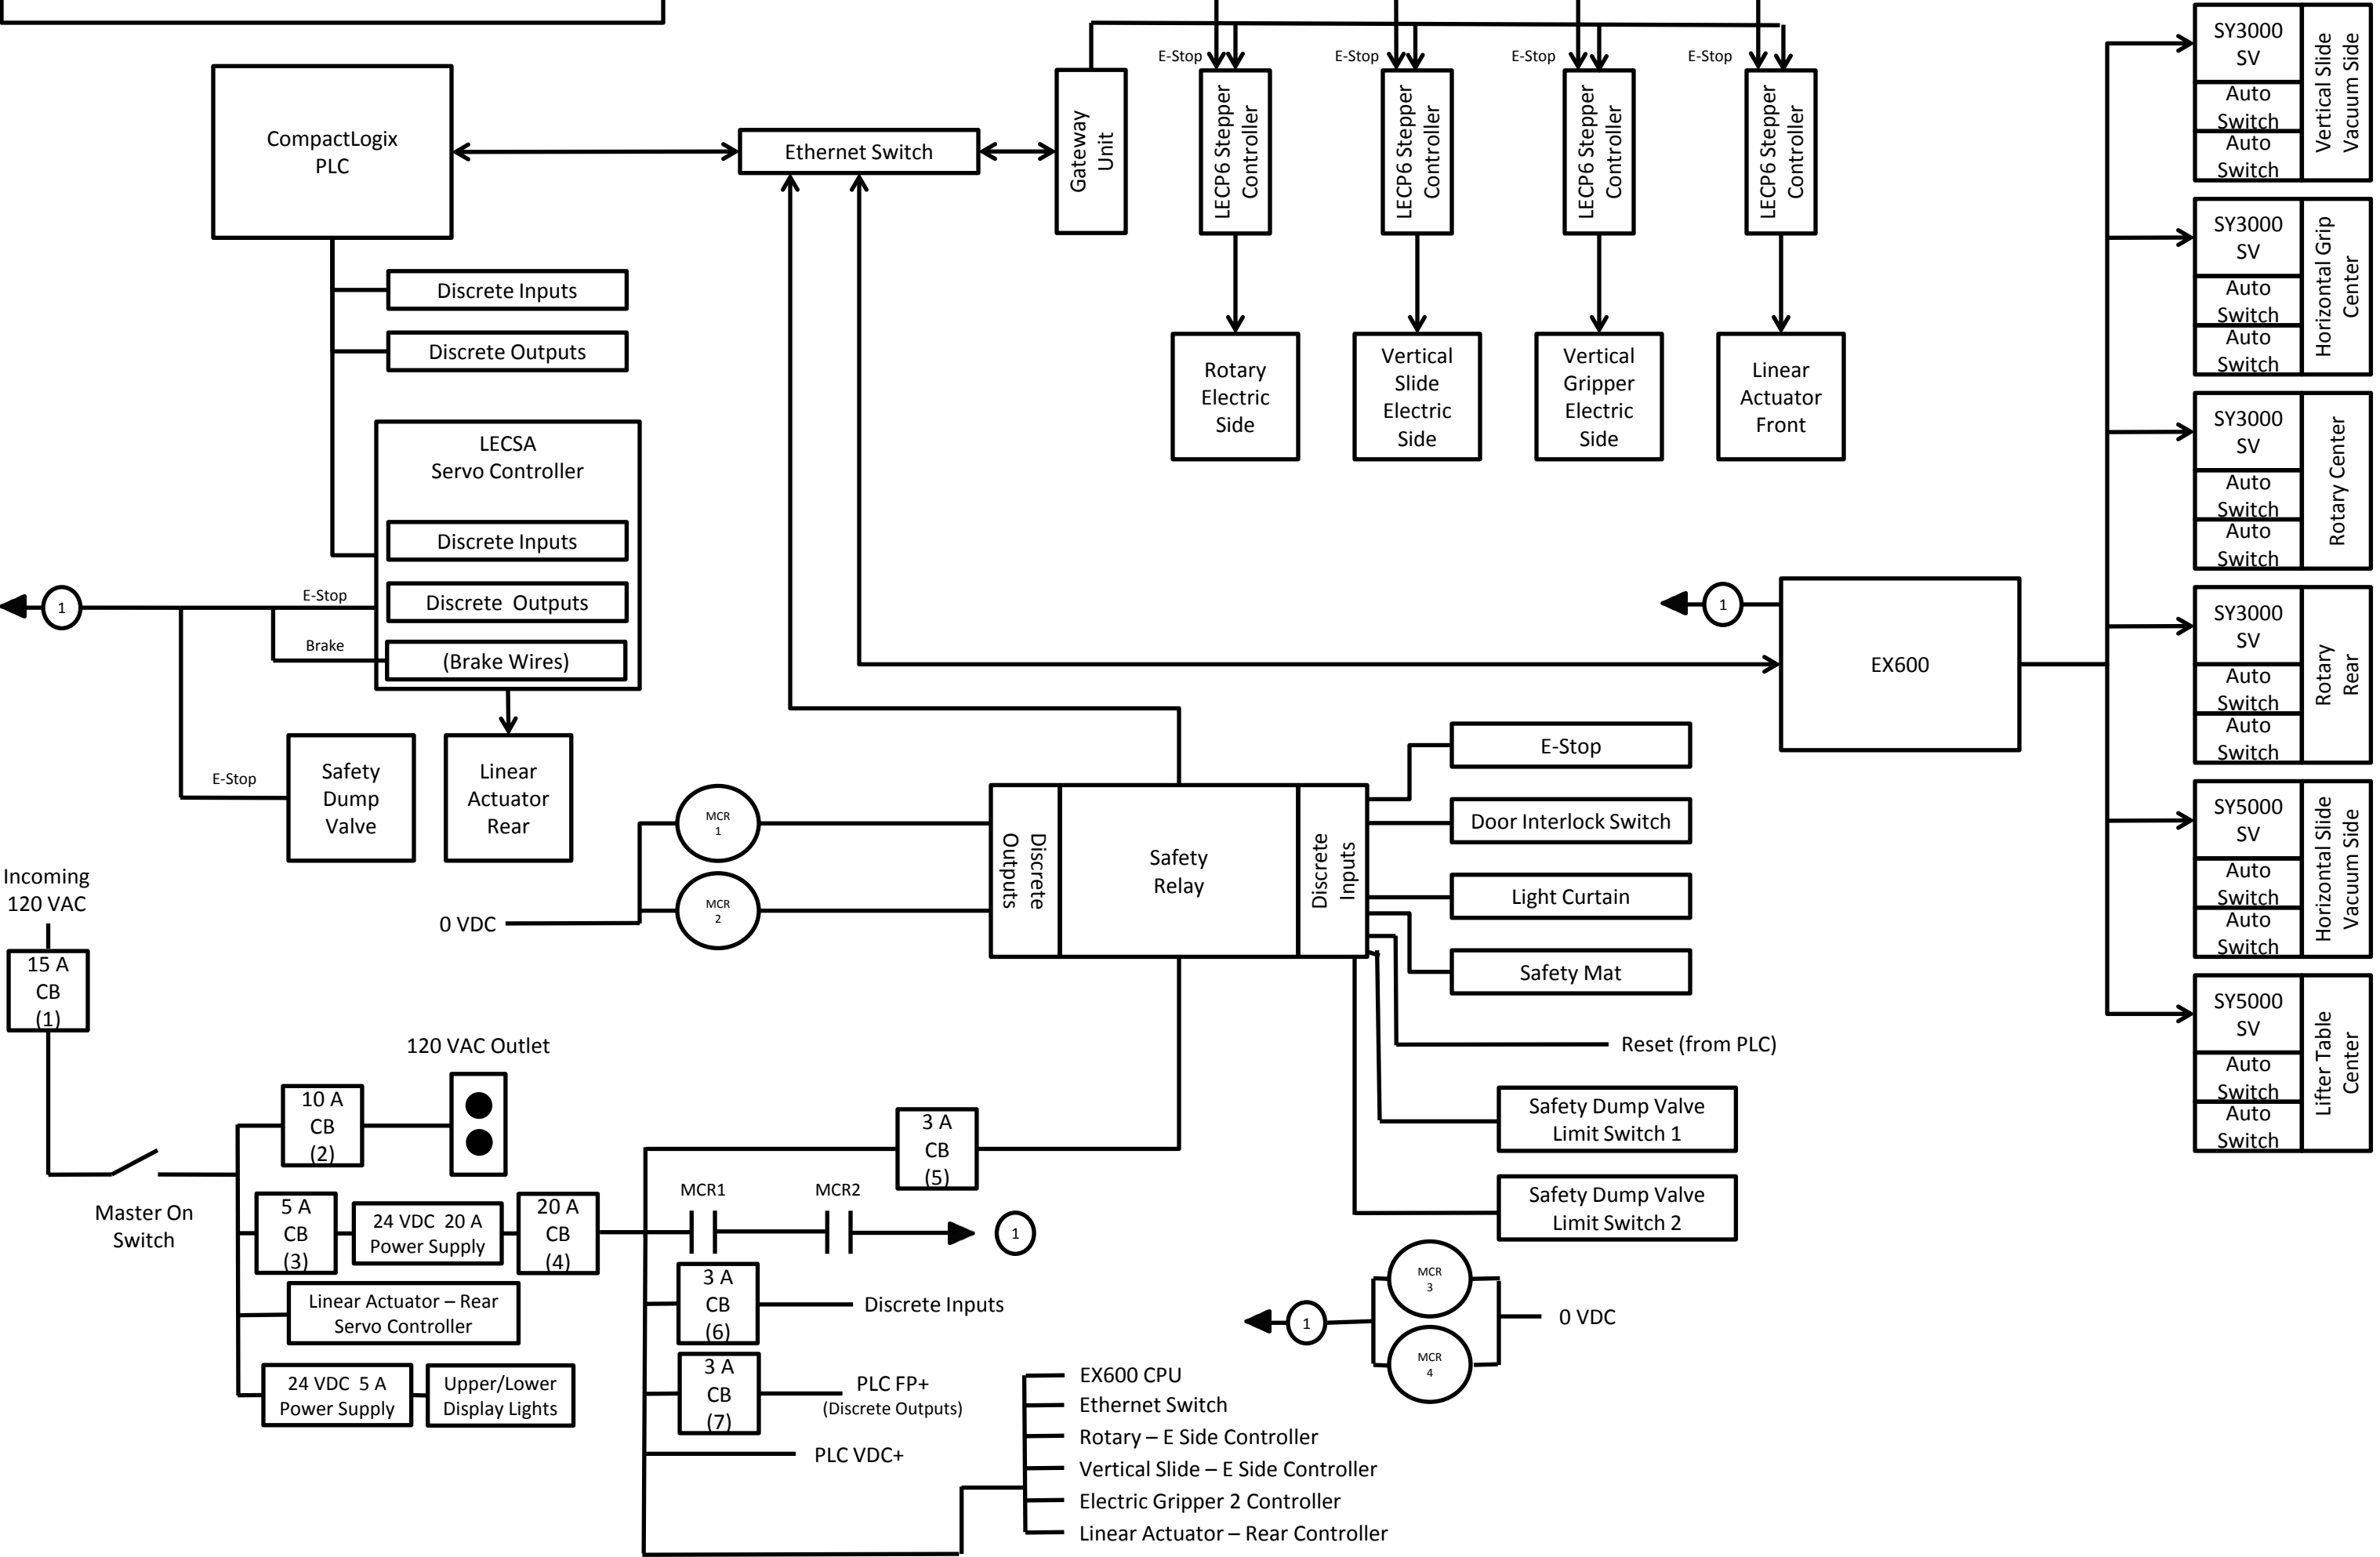 CompactLogix
PLC
Ethernet Switch
Gateway
Unit
E-Stop
E-Stop
E-Stop
E-Stop
LECP6 Stepper
Controller
LECP6 Stepper
Controller
LECP6 Stepper
Controller
LECP6 Stepper
Controller
Rotary
Electric
Side
Vertical
Slide
Electric
Side
Vertical
Gripper
Electric
Side
Linear
Actuator
Front
SY3000
SV
Auto
Switch
Auto
Switch
Vertical Slide
Vacuum Side
SY3000
SV
Auto
Switch
Auto
Switch
Horizontal Grip
Center
SY3000
SV
Auto
Switch
Auto
Switch
Rotary Center
SY3000
SV
Auto
Switch
Auto
Switch
Rotary
Rear
SY5000
SV
Auto
Switch
Auto
Switch
Horizontal Slide
Vacuum Side
SY5000
SV
Auto
Switch
Auto
Switch
Lifter Table
Center
Discrete Inputs
Discrete Outputs
LECSA
Servo Controller
Discrete Inputs
Discrete Outputs
(Brake Wires)
1
E-Stop
Brake
E-Stop
Safety
Dump
Valve
Linear
Actuator
Rear
1
EX600
MCR
1
MCR
2
0 VDC
Discrete
Outputs
Safety
Relay
Discrete
Inputs
E-Stop
Door Interlock Switch
Light Curtain
Safety Mat
Reset (from PLC)
Safety Dump Valve
Limit Switch 1
Safety Dump Valve
Limit Switch 2
Incoming
120 VAC
15 A
CB
(1)
Master On
Switch
10 A
CB
(2)
120 VAC Outlet
5 A
CB
(3)
24 VDC 20 A
Power Supply
20 A
CB
(4)
Linear Actuator – Rear
Servo Controller
24 VDC 5 A
Power Supply
Upper/Lower
Display Lights
3 A
CB
(5)
MCR1
MCR2
1
3 A
CB
(6)
Discrete Inputs
3 A
CB
(7)
PLC FP+
(Discrete Outputs)
PLC VDC+
1
MCR
3
MCR
4
0 VDC
EX600 CPU
Ethernet Switch
Rotary – E Side Controller
Vertical Slide – E Side Controller
Electric Gripper 2 Controller
Linear Actuator – Rear Controller